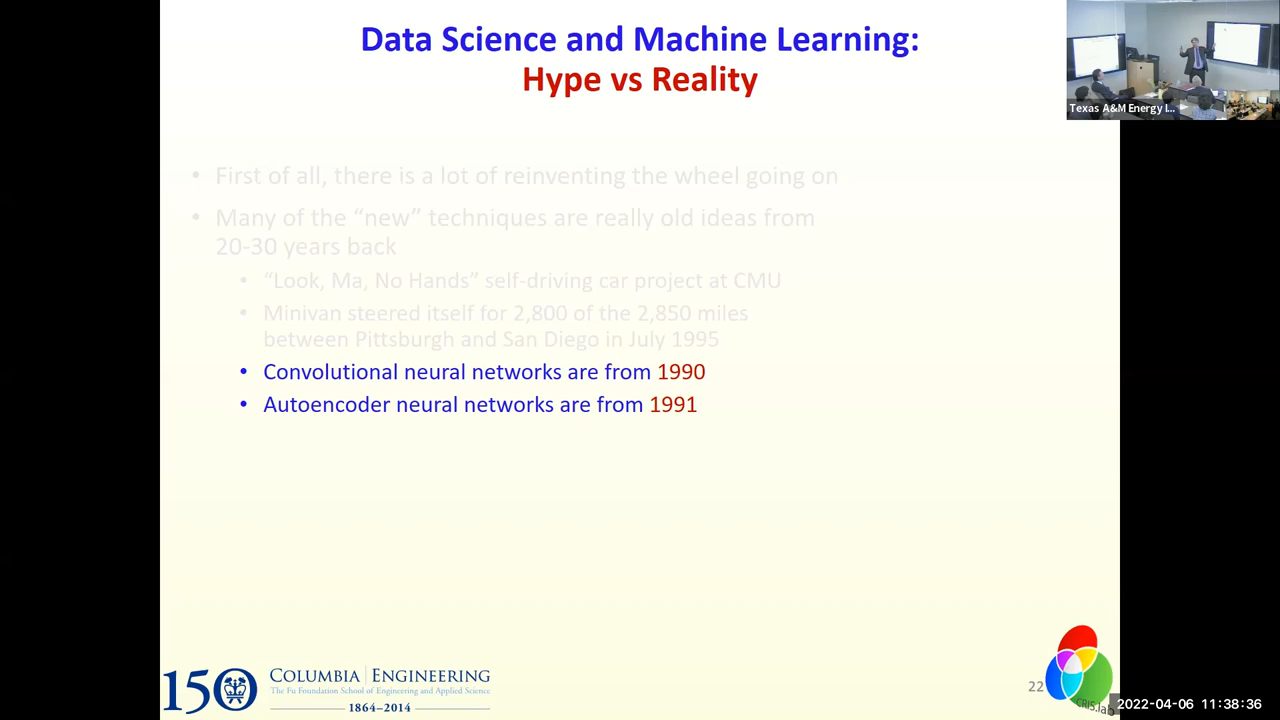 Data Science and Machine Learning:
Hype vs Reality
Texas A&M Energy I...
• First of all, there is a lot of reinventing the wheel going on
• Many of the “new” techniques are really old ideas from
20-30 years back
• “Look, Ma, No Hands” self-driving car project at CMU
• Minivan steered itself for 2,800 of the 2,850 miles
between Pittsburgh and San Diego in July 1995
• Convolutional neural networks are from 1990
• Autoencoder neural networks are from 1991
150
COLUMBIA | ENGINEERING
The Fu Foundation School of Engineering and Applied Science
1864–2014
22
CRIS.lab
2022-04-06 11:38:36